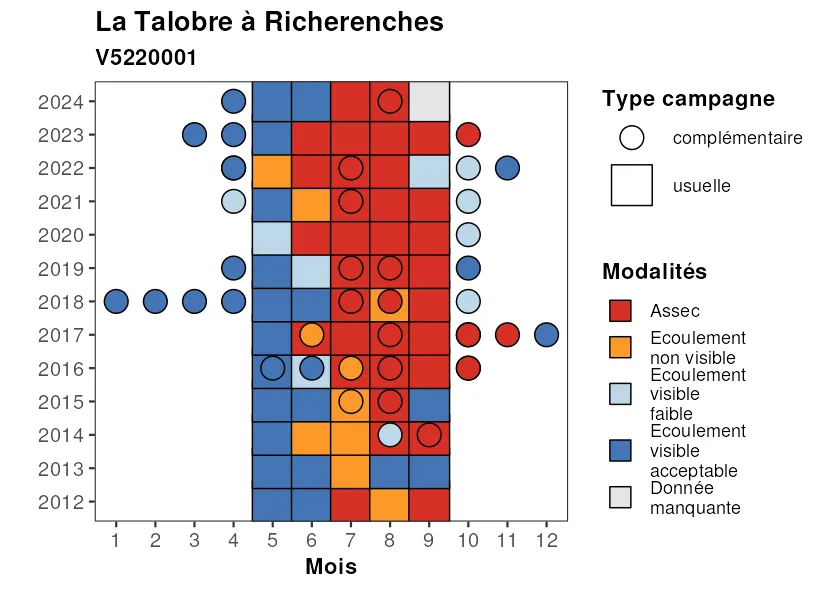 La Talobre à Richerenches
V5220001
2024
2023
2022
2021
2020
2019
2018
2017
2016
2015
2014
2013
2012
1 2 3 4 5 6 7 8 9 10 11 12
Mois
Type campagne
complémentaire
usuelle
Modalités
Assec
Ecoulement
non visible
Ecoulement
visible
faible
Ecoulement
visible
acceptable
Donnée
manquante